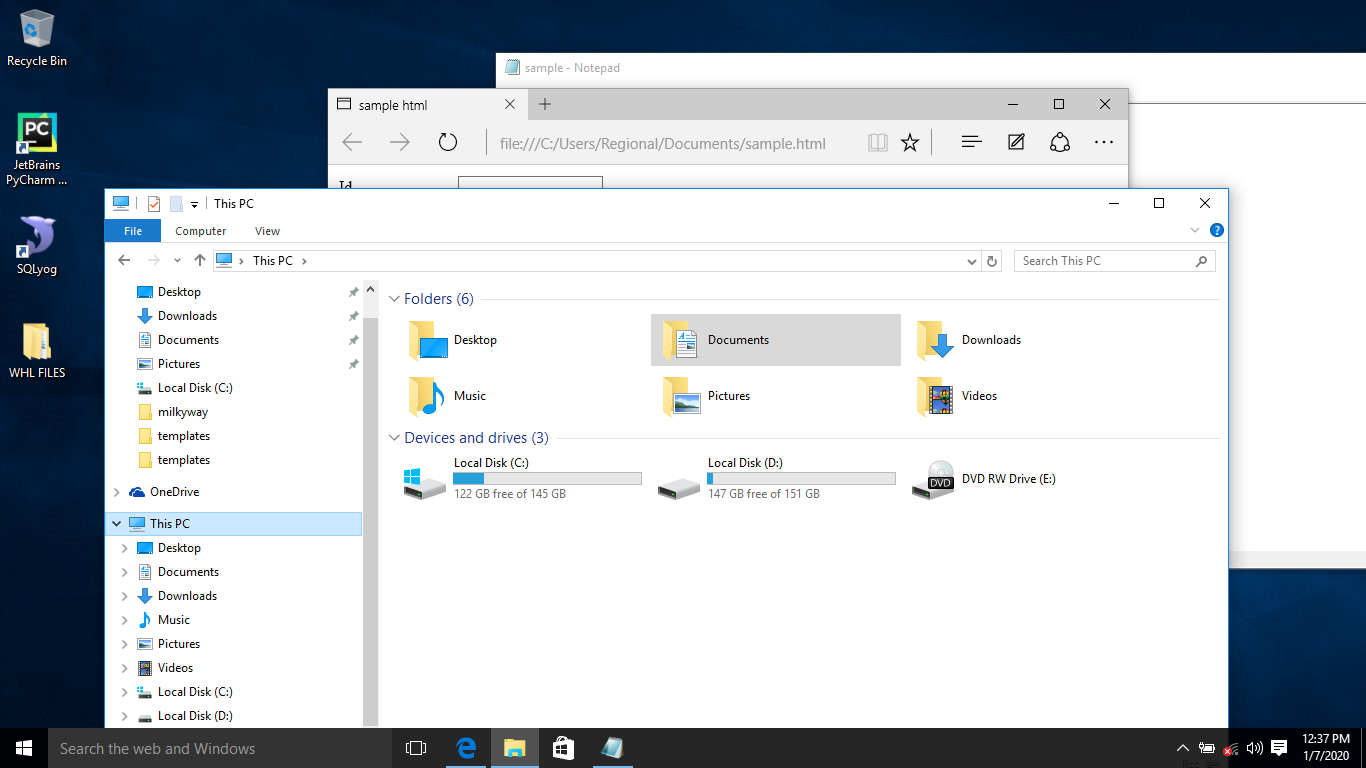 Recycle Bin
JetBrains
PyCharm ...
SQLyog
WHL FILES
sample - Notepad
sample html
file:///C:/Users/Regional/Documents/sample.html
Id
This PC
File Computer View
This PC
Search This PC
Desktop
Downloads
Documents
Pictures
Local Disk (C:)
milkyway
templates
templates
OneDrive
This PC
Desktop
Documents
Downloads
Music
Pictures
Videos
Local Disk (C:)
Local Disk (D:)
Folders (6)
Desktop Documents Downloads
Music Pictures Videos
Devices and drives (3)
Local Disk (C:)
122 GB free of 145 GB
Local Disk (D:)
147 GB free of 151 GB
DVD
DVD RW Drive (E:)
Search the web and Windows
12:37 PM
1/7/2020
PC